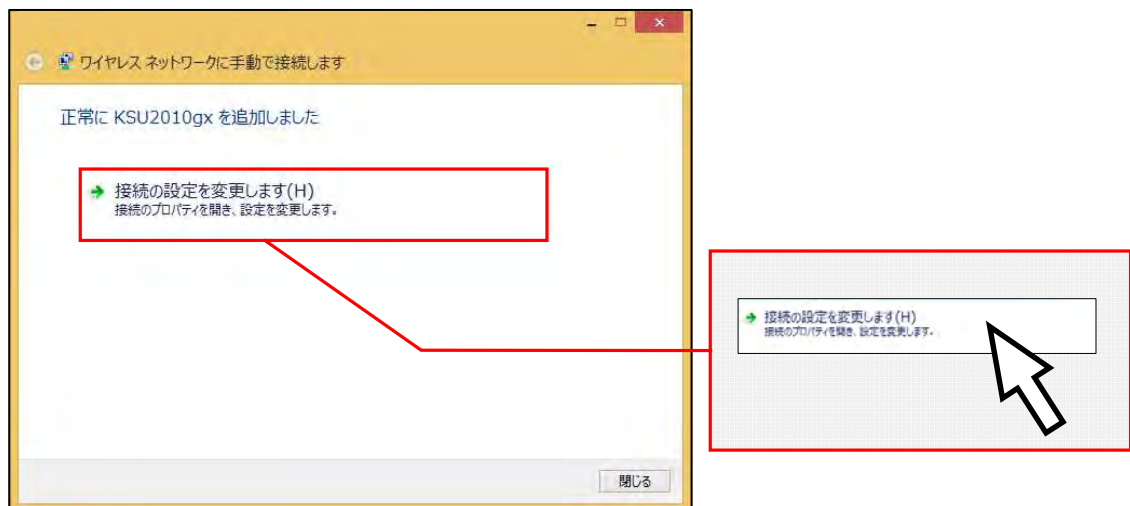 ワイヤレス ネットワークに手動で接続します
正常に KSU2010gx を追加しました
接続の設定を変更します(H)
接続のプロパティを開き、設定を変更します。
接続の設定を変更します(H)
接続のプロパティを開き、設定を変更します。
閉じる